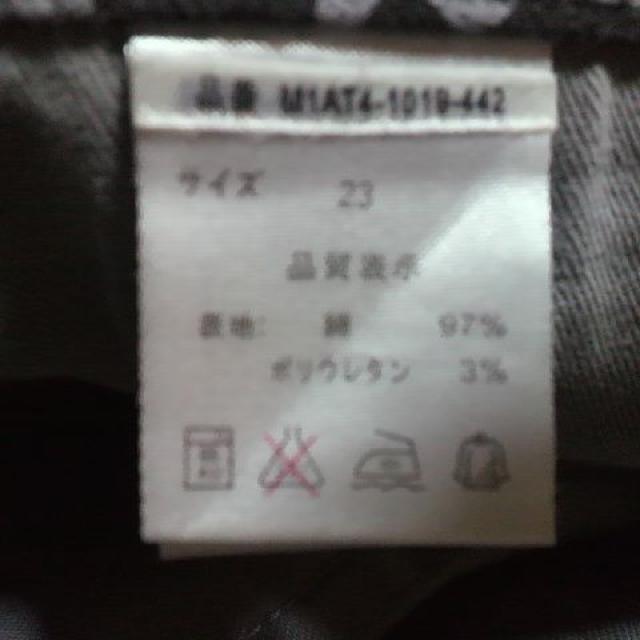 品番 M1AT4-1019-442
サイズ 23
品質表示
表地: 綿 97%
ポリウレタン 3%